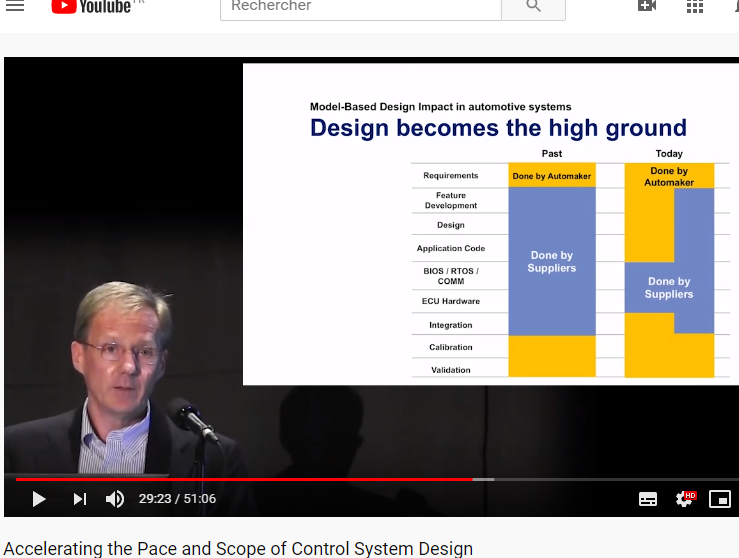 YouTube FR
Rechercher
Model-Based Design Impact in automotive systems
Design becomes the high ground
Past
Today
Requirements
Done by Automaker
Done by
Automaker
Feature
Development
Design
Application Code
Done by
Suppliers
BIOS / RTOS /
COMM
Done by
Suppliers
ECU Hardware
Integration
Calibration
Validation
29:23 / 51:06
HD
Accelerating the Pace and Scope of Control System Design